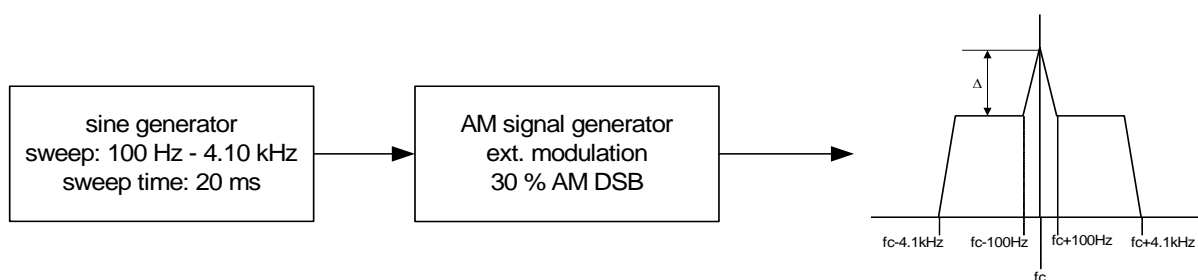 sine generator
sweep: 100 Hz - 4.10 kHz
sweep time: 20 ms
AM signal generator
ext. modulation
30 % AM DSB
Δ
fc-4.1kHz
fc-100Hz
fc+100Hz
fc+4.1kHz
fc